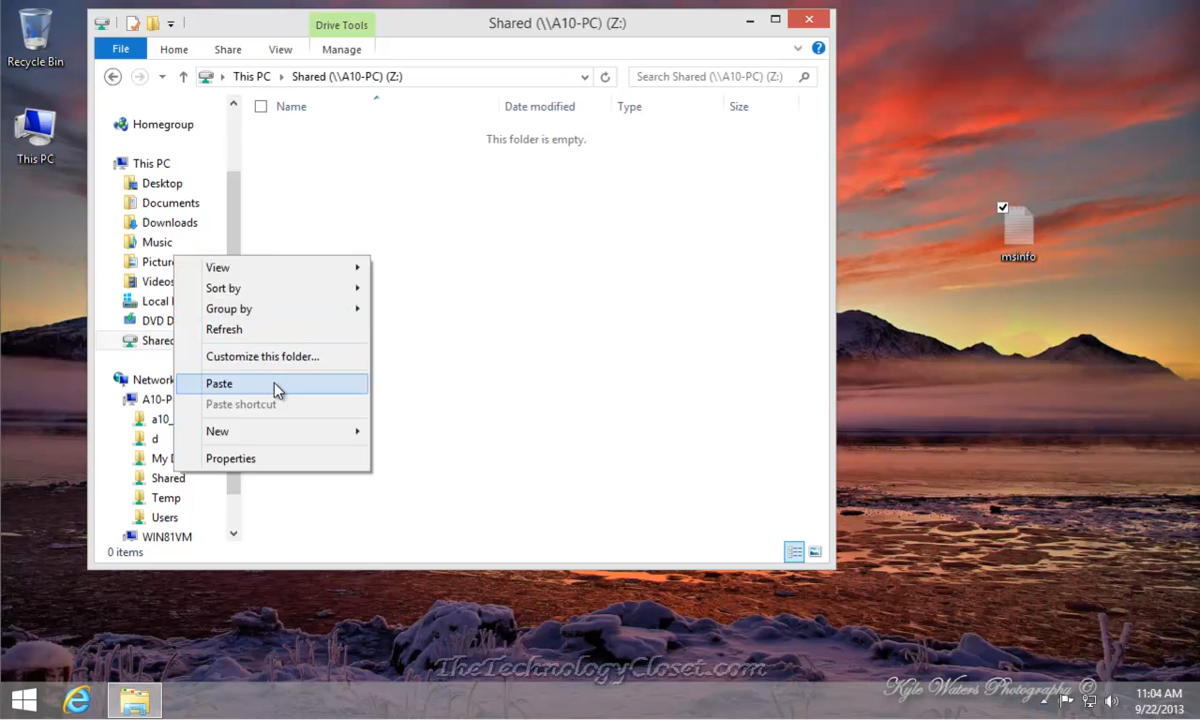 Recycle Bin
This PC
Drive Tools
Shared (\\A10-PC) (Z:)
File
Home
Share
View
Manage
This PC
Shared (\\A10-PC) (Z:)
Search Shared (\\A10-PC) (Z:)
Name
Date modified
Type
Size
This folder is empty.
Homegroup
This PC
Desktop
Documents
Downloads
Music
Picture
Videos
Local
DVD D
Shared
Network
A10-P
a10_
d
My D
Shared
Temp
Users
WIN81VM
View
Sort by
Group by
Refresh
Customize this folder...
Paste
Paste shortcut
New
Properties
0 items
msinfo
TheTechnologyCloset.com
Kyle Waters Photography ©
11:04 AM
9/22/2013